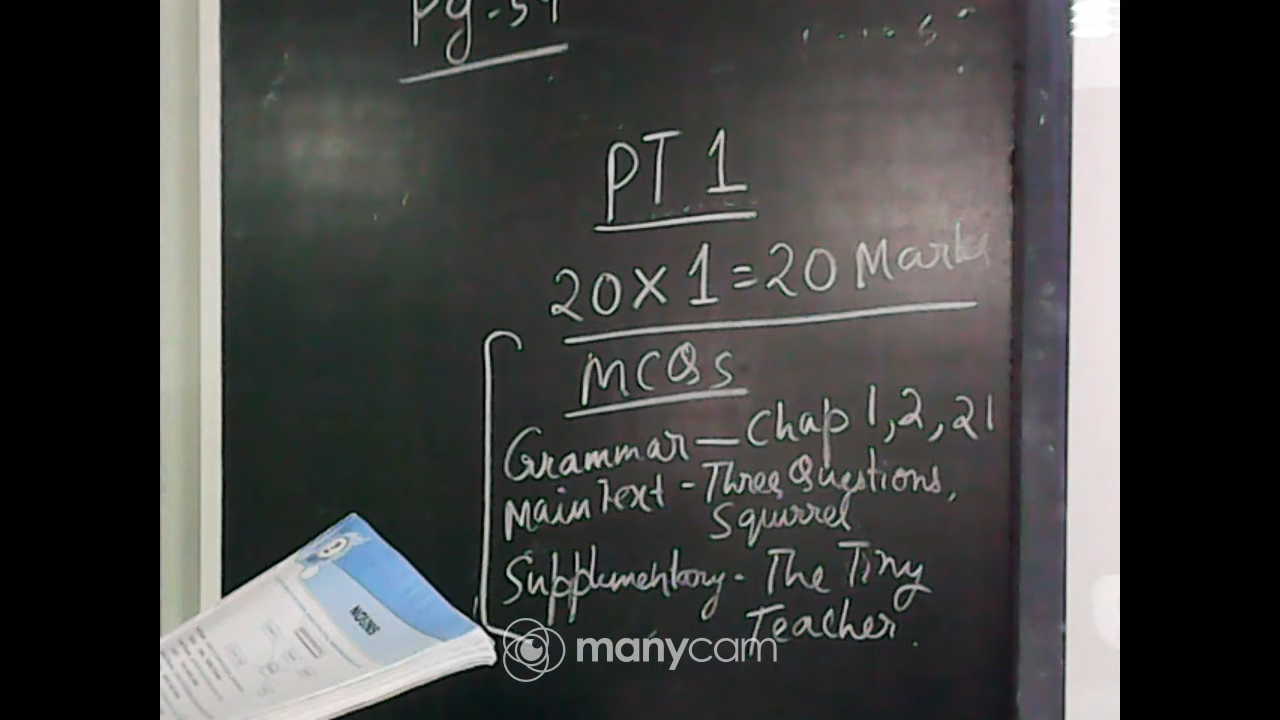 PT 1
20 x 1 = 20 Marks
MCQs
Grammar — Chap 1, 2, 21
Main Text - Three Questions,
Squirrel
Supplementary - The Tiny
Teacher.
NOUNS
manycam